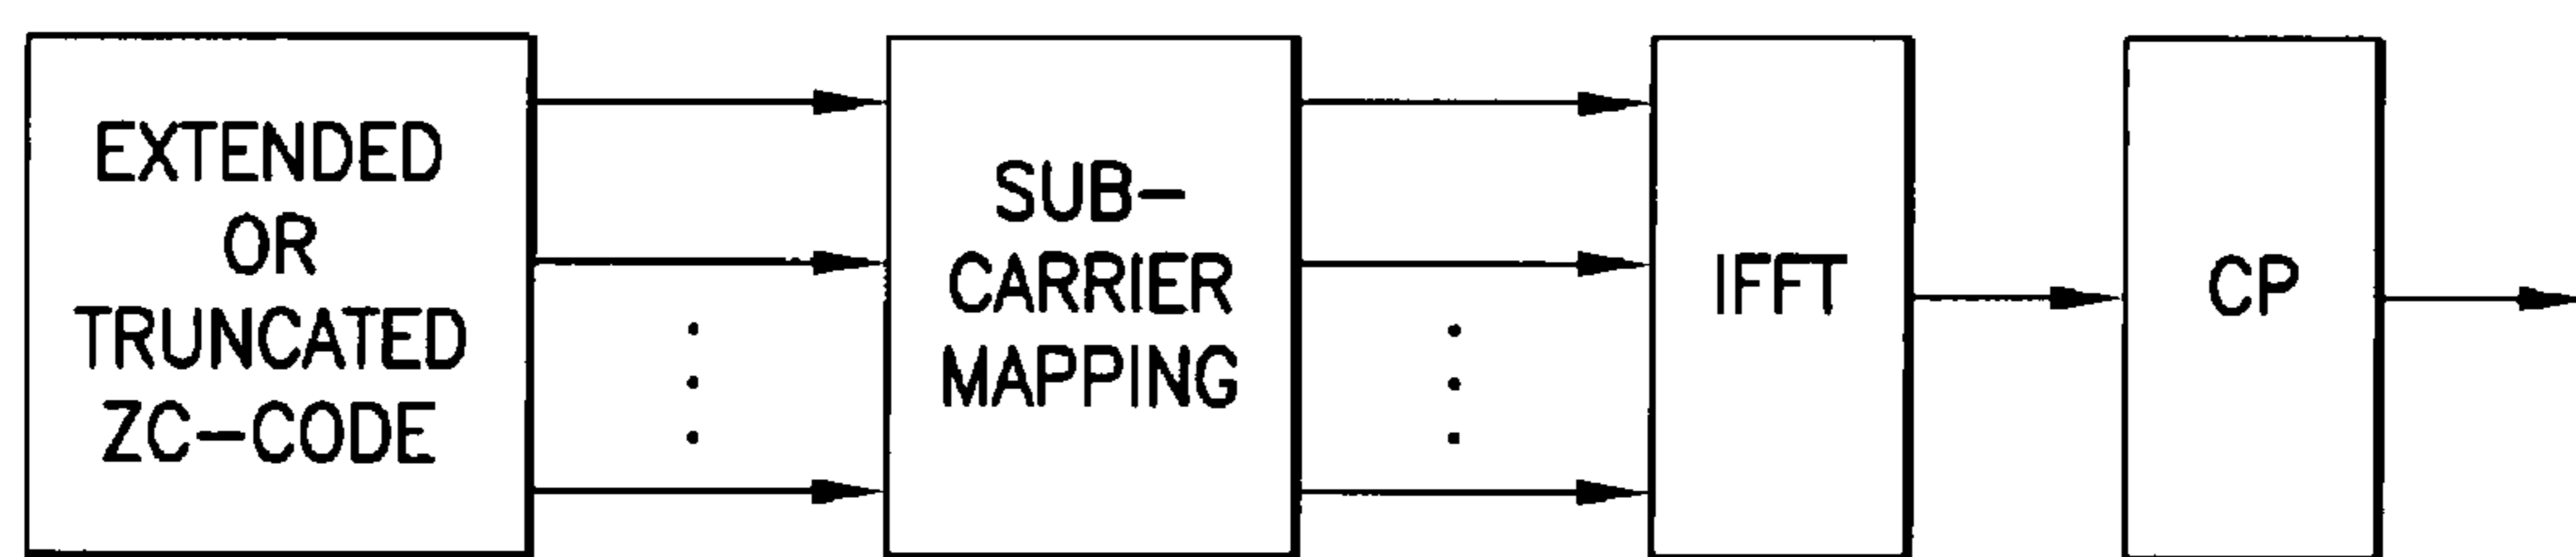 EXTENDED
OR
TRUNCATED
ZC-CODE
SUB-
CARRIER
MAPPING
IFFT
CP